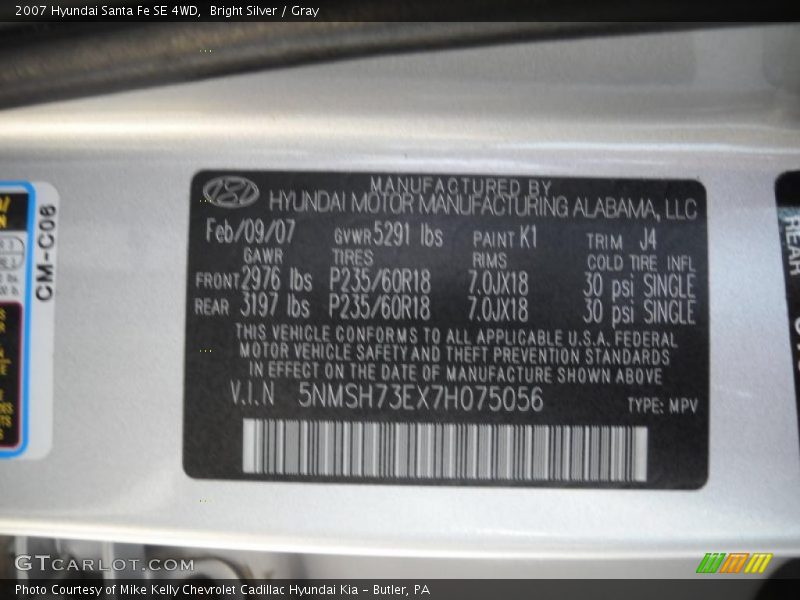 2007 Hyundai Santa Fe SE 4WD,  Bright Silver / Gray
MANUFACTURED BY
HYUNDAI MOTOR MANUFACTURING ALABAMA, LLC
Feb/09/07 GVWR 5291 lbs PAINT K1 TRIM J4
GAWR TIRES RIMS COLD TIRE INFL
FRONT 2976 lbs P235/60R18 7.0JX18 30 psi SINGLE
REAR 3197 lbs P235/60R18 7.0JX18 30 psi SINGLE
THIS VEHICLE CONFORMS TO ALL APPLICABLE U.S.A. FEDERAL
MOTOR VEHICLE SAFETY AND THEFT PREVENTION STANDARDS
IN EFFECT ON THE DATE OF MANUFACTURE SHOWN ABOVE
V.I.N 5NMSH73EX7H075056 TYPE: MPV
CM-C06
REAR
GTCARLOT.COM
Photo Courtesy of Mike Kelly Chevrolet Cadillac Hyundai Kia – Butler, PA